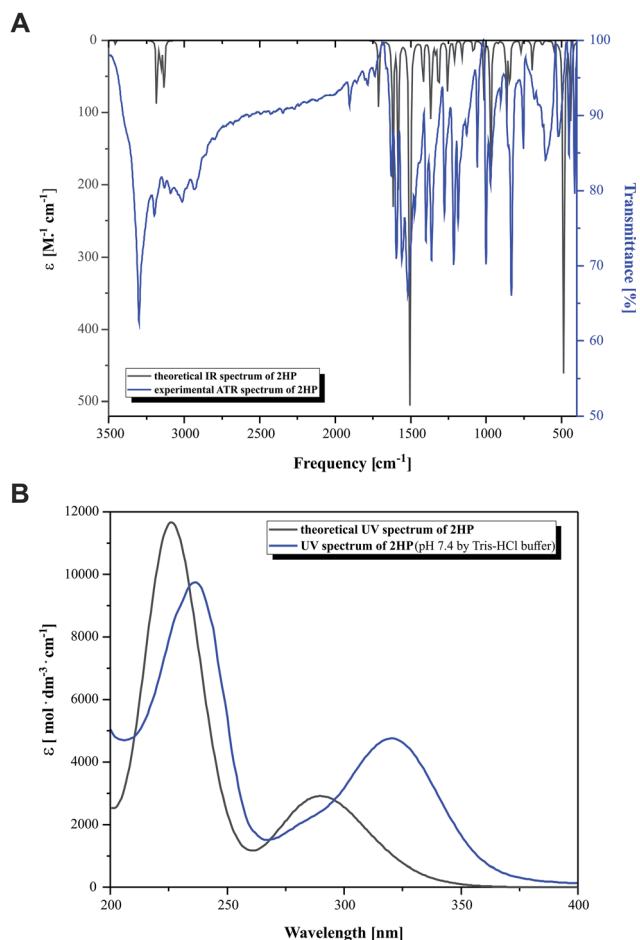 A
0
100
200
300
400
500
ε [M⁻¹ cm⁻¹]
100
90
80
70
60
50
Transmittance [%]
theoretical IR spectrum of 2HP
experimental ATR spectrum of 2HP
3500 3000 2500 2000 1500 1000 500
Frequency [cm⁻¹]
B
12000
10000
8000
6000
4000
2000
0
ε [ mol · dm⁻³ · cm⁻¹]
theoretical UV spectrum of 2HP
UV spectrum of 2HP (pH 7.4 by Tris-HCl buffer)
200 250 300 350 400
Wavelength [nm]